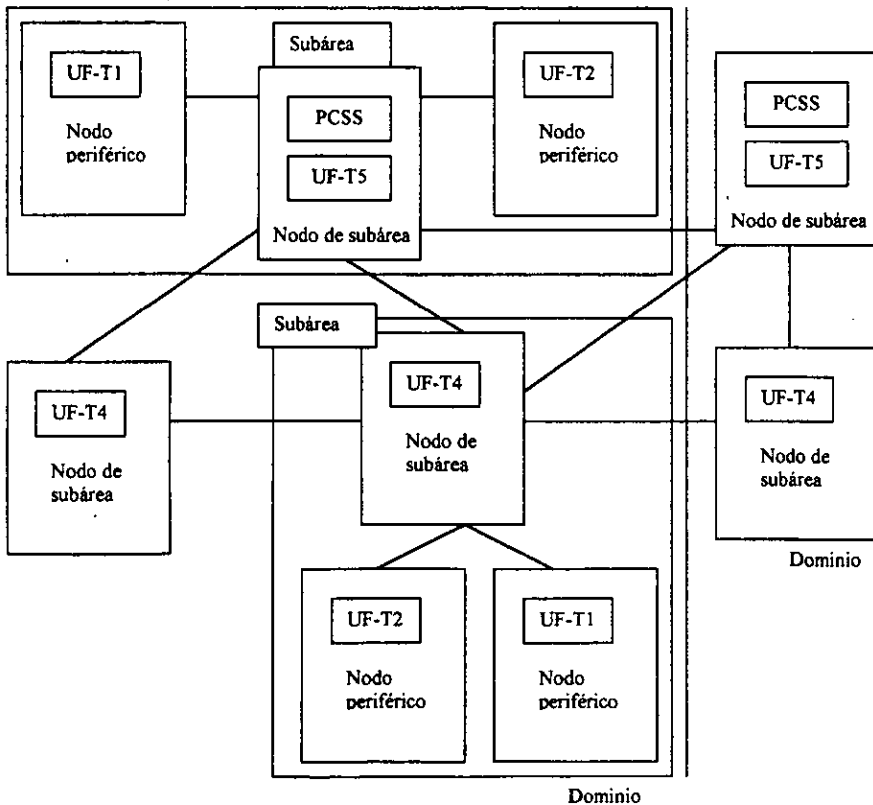 UF-T1
Nodo
periférico
Subárea
PCSS
UF-T5
Nodo de subárea
UF-T2
Nodo
periférico
PCSS
UF-T5
Nodo de subárea
UF-T4
Nodo de
subárea
Subárea
UF-T4
Nodo de
subárea
UF-T4
Nodo de
subárea
Dominio
UF-T2
Nodo
periférico
UF-T1
Nodo
periférico
Dominio